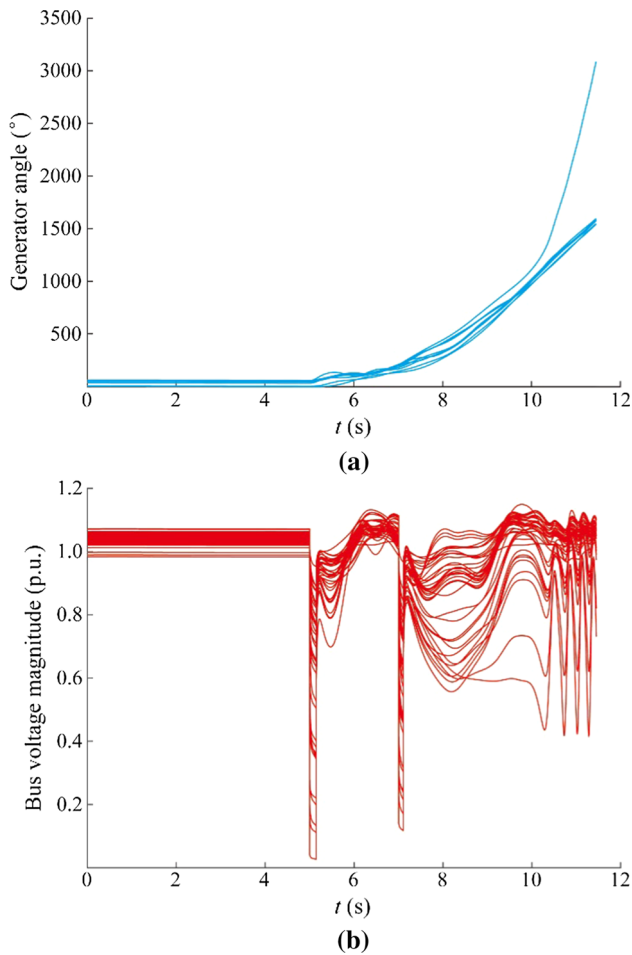 3500
3000
2500
2000
1500
1000
500
Generator angle (°)
0 2 4 6 8 10 12
t (s)
(a)
1.2
1.0
0.8
0.6
0.4
0.2
Bus voltage magnitude (p.u.)
0 2 4 6 8 10 12
t (s)
(b)